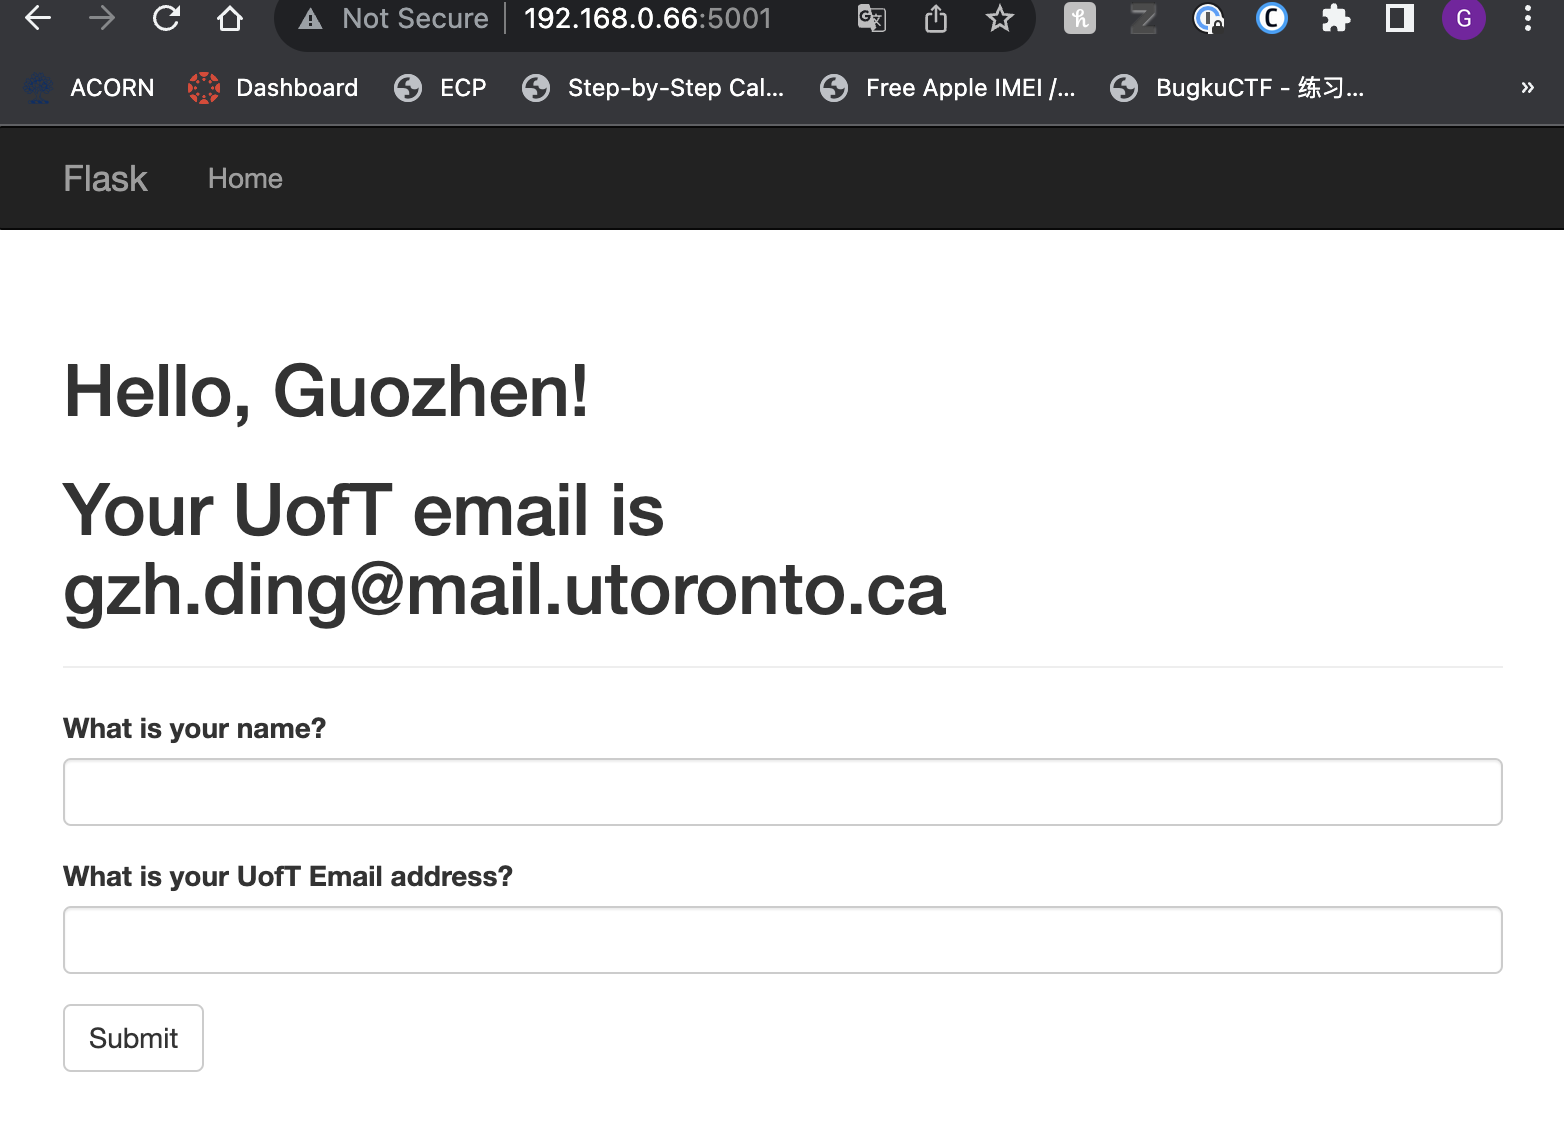 Not Secure 192.168.0.66:5001
ACORN Dashboard ECP Step-by-Step Cal... Free Apple IMEI /... BugkuCTF - 练习... »
Flask Home
Hello, Guozhen!
Your UofT email is
gzh.ding@mail.utoronto.ca
What is your name?
What is your UofT Email address?
Submit